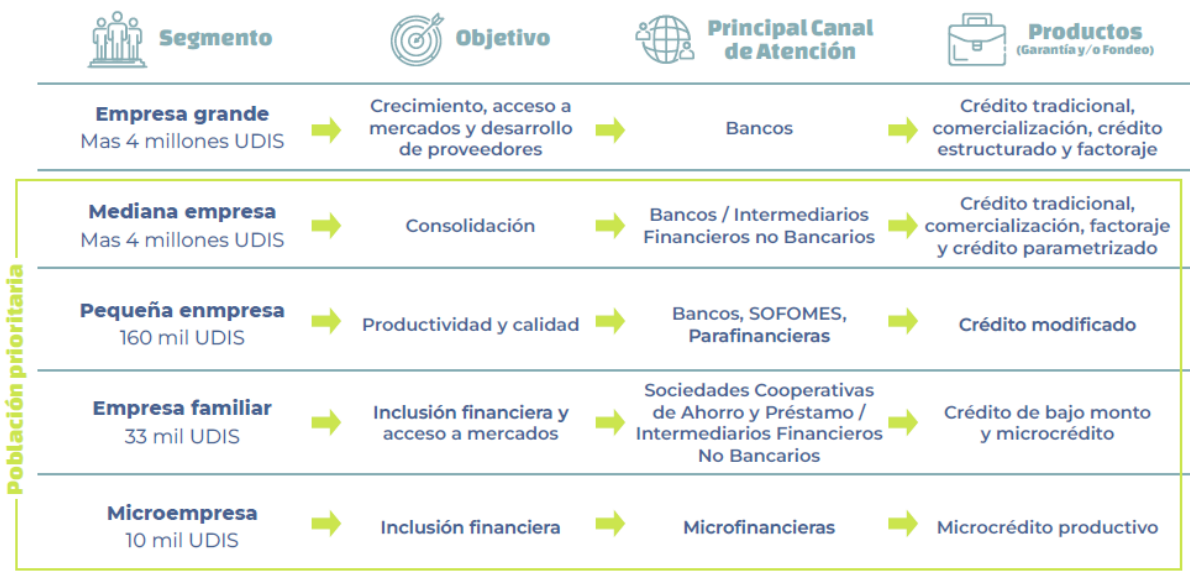 Segmento
Objetivo
Principal Canal
de Atención
Productos
(Garantía y/o Fondeo)
Empresa grande
Mas 4 millones UDIS
Crecimiento, acceso a
mercados y desarrollo
de proveedores
Bancos
Crédito tradicional,
comercialización, crédito
estructurado y factoraje
Población prioritaria
Mediana empresa
Mas 4 millones UDIS
Consolidación
Bancos / Intermediarios
Financieros no Bancarios
Crédito tradicional,
comercialización, factoraje
y crédito parametrizado
Pequeña enmpresa
160 mil UDIS
Productividad y calidad
Bancos, SOFOMES,
Parafinancieras
Crédito modificado
Empresa familiar
33 mil UDIS
Inclusión financiera y
acceso a mercados
Sociedades Cooperativas
de Ahorro y Préstamo /
Intermediarios Financieros
No Bancarios
Crédito de bajo monto
y microcrédito
Microempresa
10 mil UDIS
Inclusión financiera
Microfinancieras
Microcrédito productivo